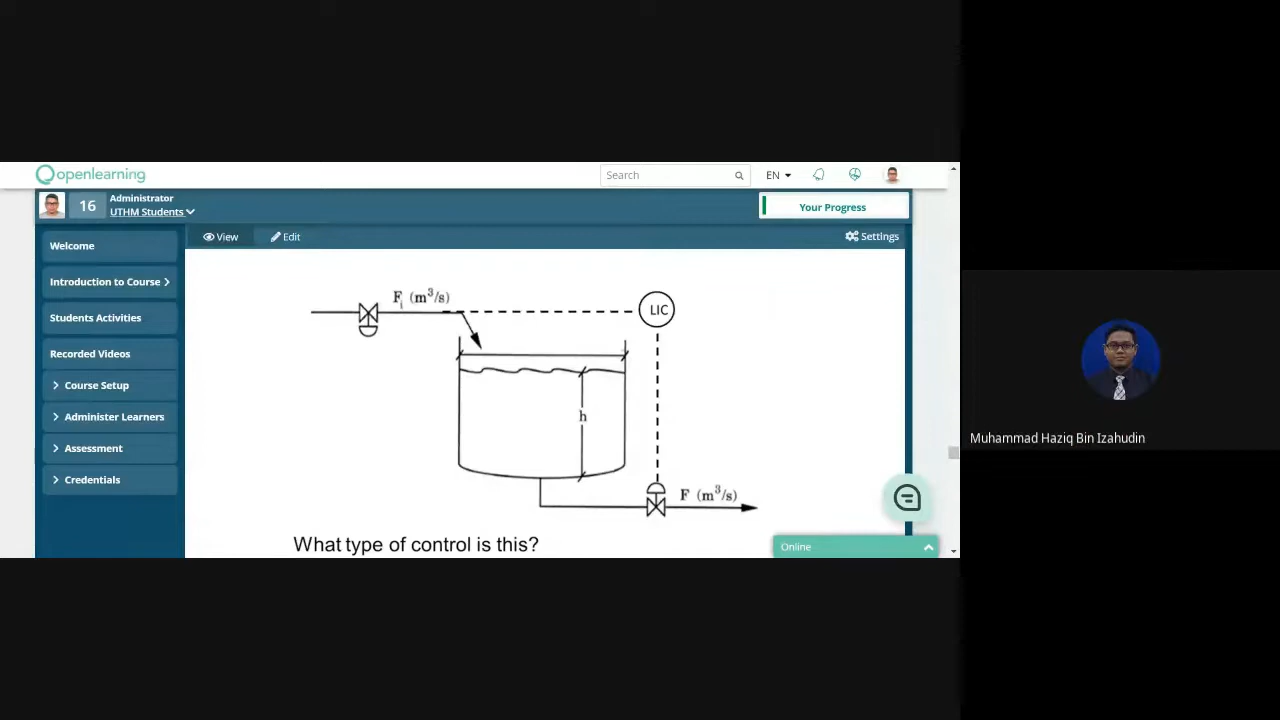 openlearning
Search
EN
16
Administrator
UTHM Students
Your Progress
View
Edit
Settings
Welcome
Introduction to Course
Students Activities
Recorded Videos
Course Setup
Administer Learners
Assessment
Credentials
Fi (m³/s)
LIC
h
F (m³/s)
What type of control is this?
Online
Muhammad Haziq Bin Izahudin